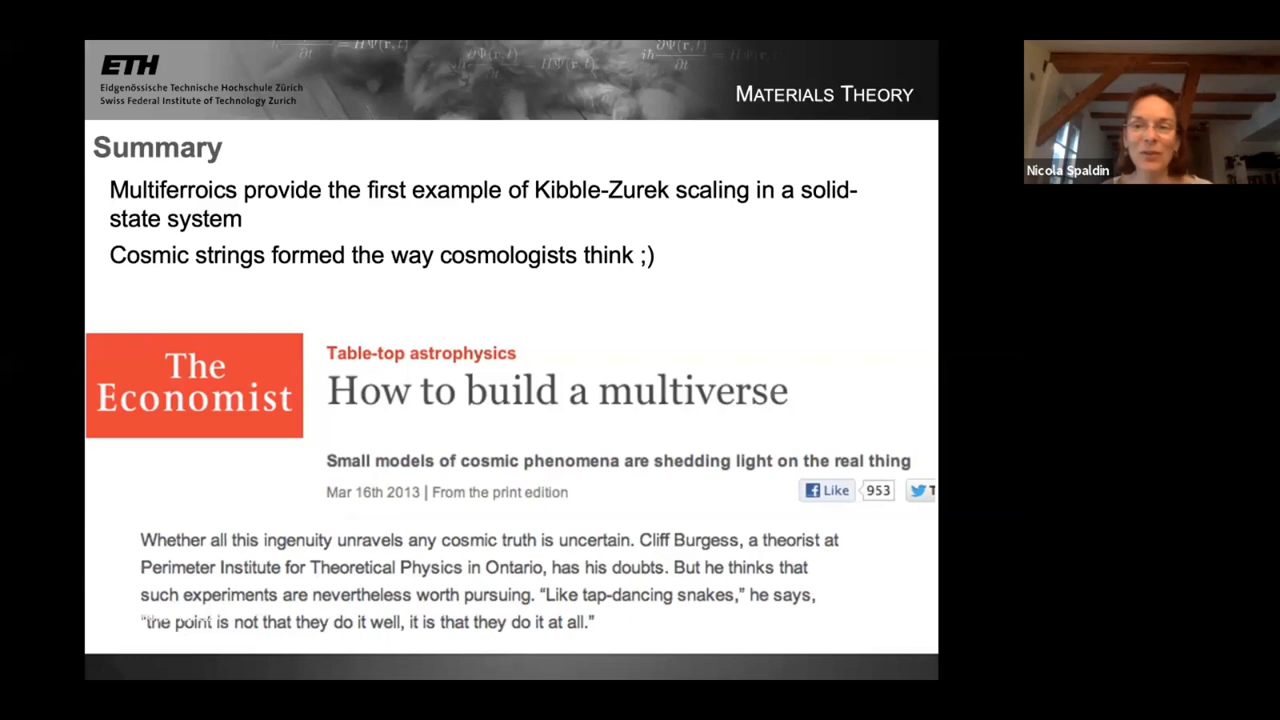 ETH
Eidgenössische Technische Hochschule Zürich
Swiss Federal Institute of Technology Zurich
MATERIALS THEORY
Summary
Multiferroics provide the first example of Kibble-Zurek scaling in a solid-
state system
Cosmic strings formed the way cosmologists think ;)
The
Economist
Table-top astrophysics
How to build a multiverse
Small models of cosmic phenomena are shedding light on the real thing
Mar 16th 2013 | From the print edition
Like 953
Whether all this ingenuity unravels any cosmic truth is uncertain. Cliff Burgess, a theorist at
Perimeter Institute for Theoretical Physics in Ontario, has his doubts. But he thinks that
such experiments are nevertheless worth pursuing. “Like tap-dancing snakes,” he says,
“the point is not that they do it well, it is that they do it at all.”
Nicola Spaldin